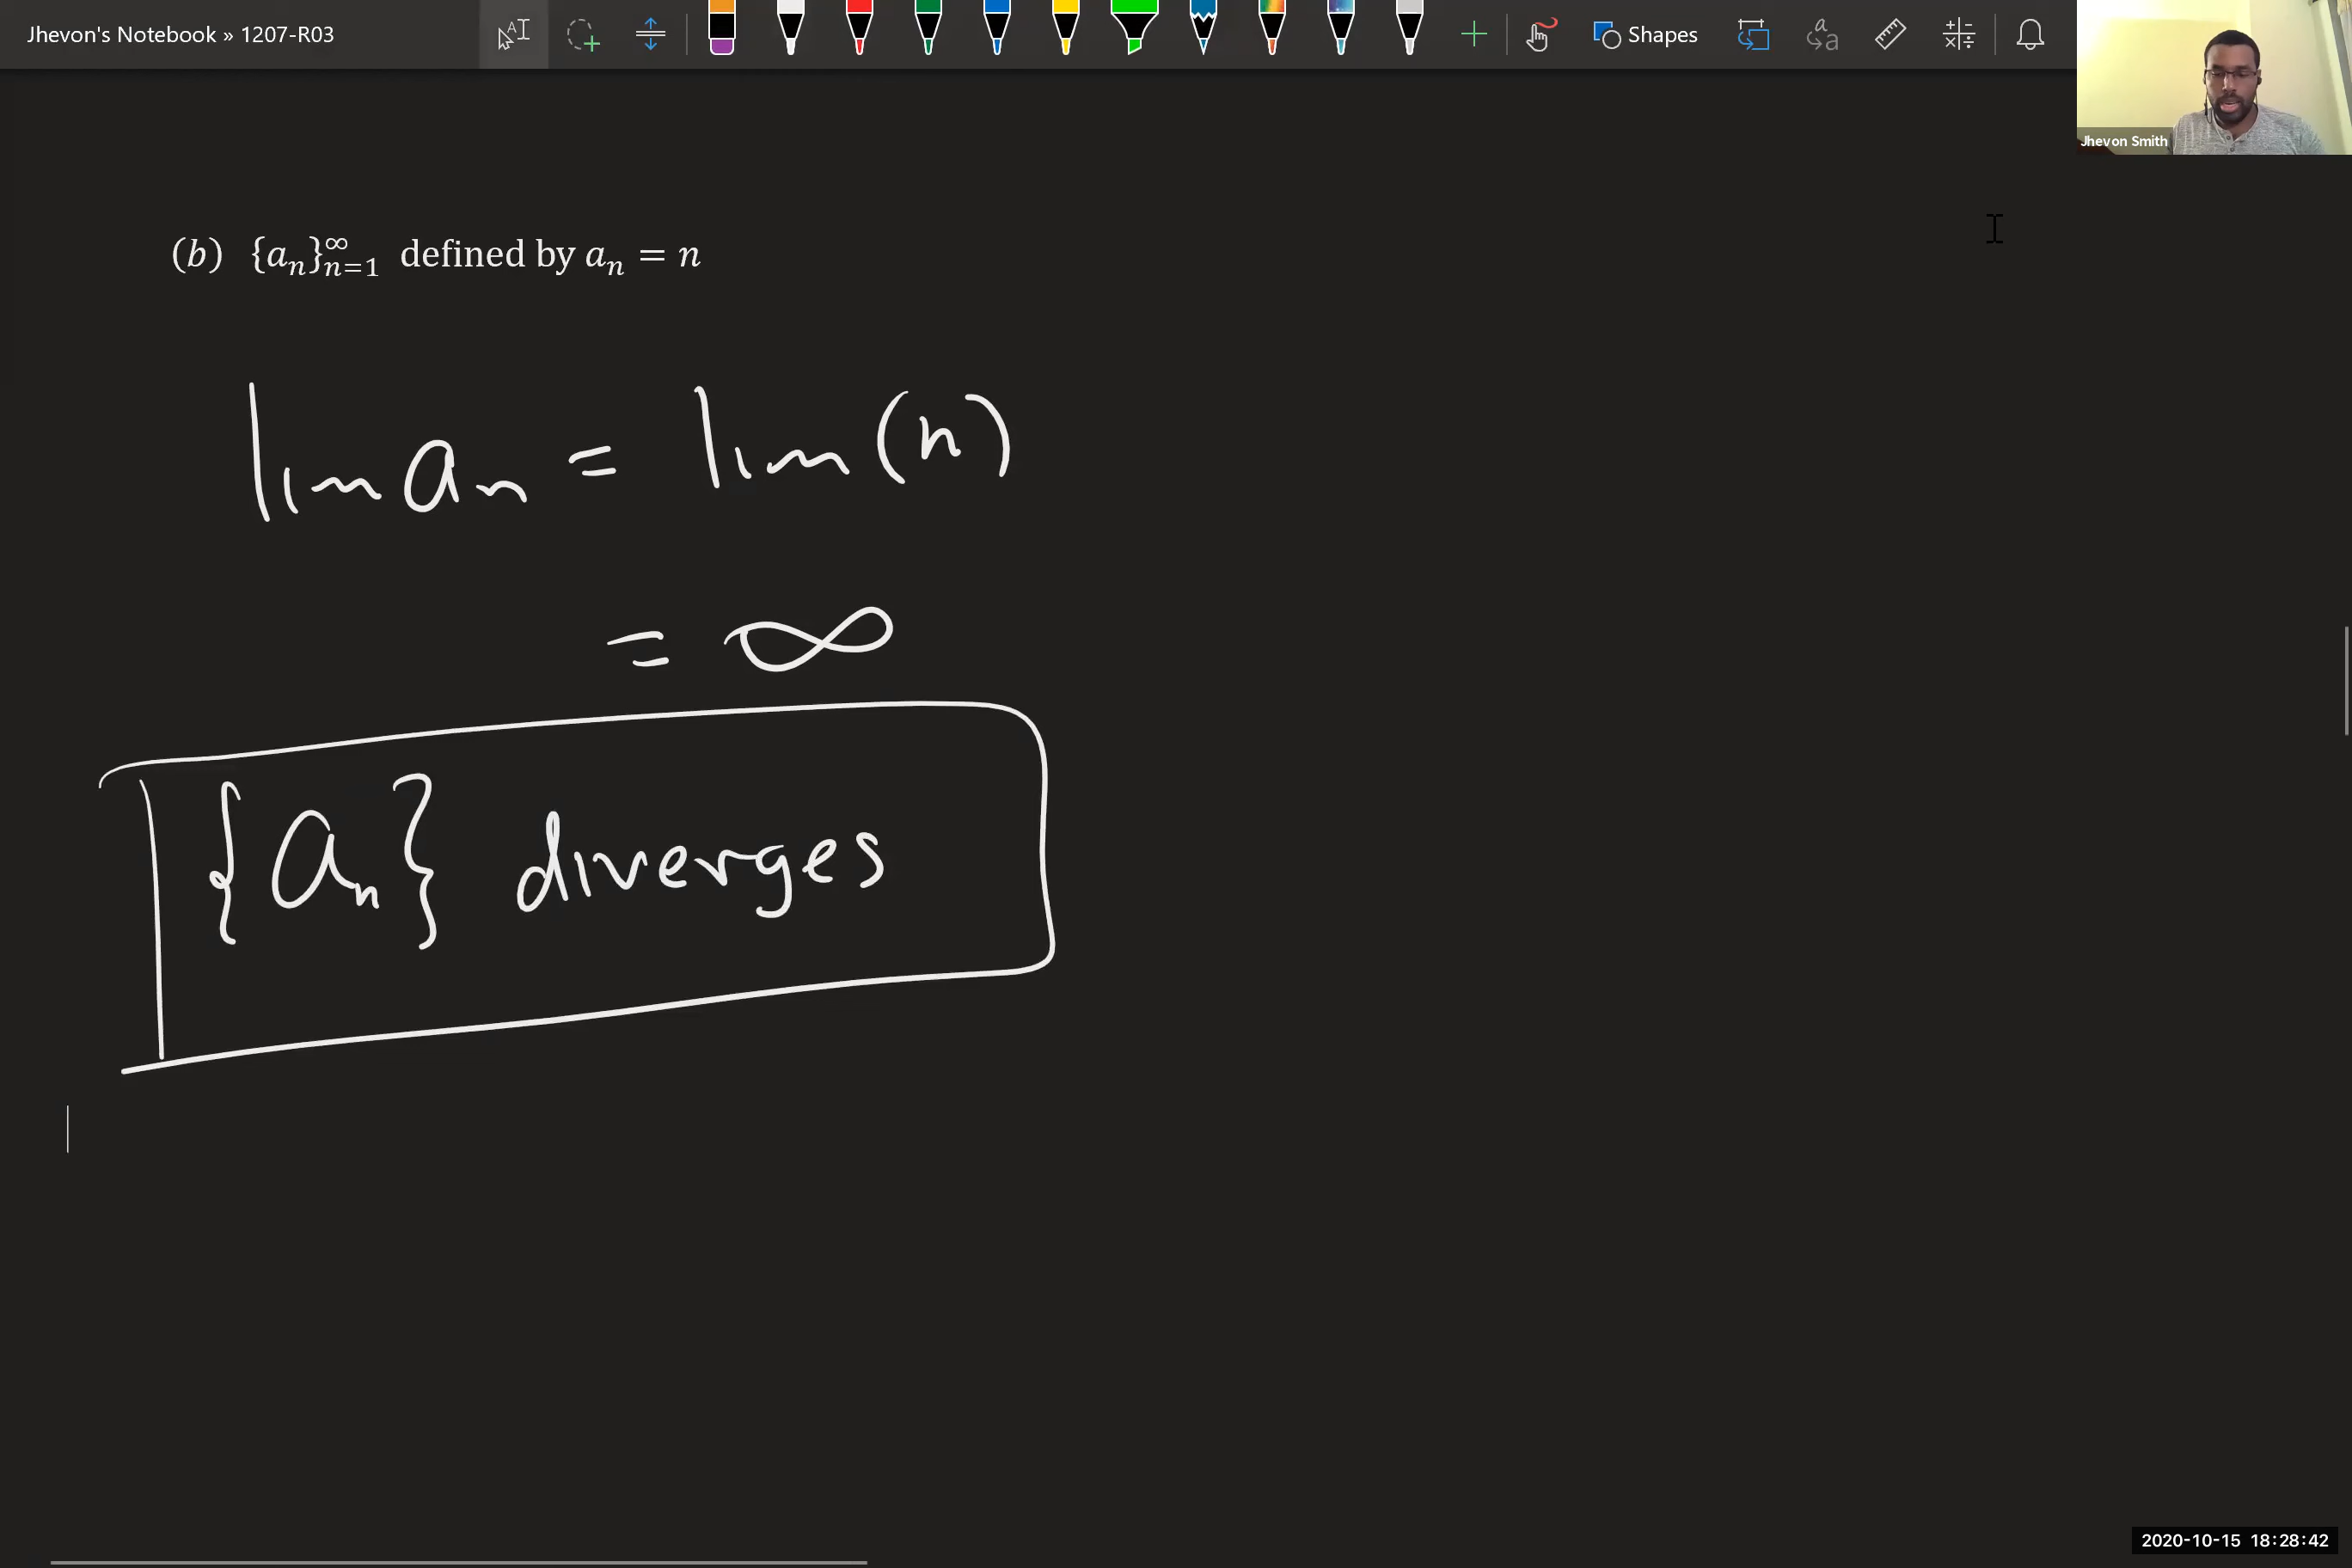 Jhevon's Notebook » 1207-R03
Shapes
Jhevon Smith
(b) {aₙ}∞ₙ₌₁ defined by aₙ = n
lim aₙ = lim (n)
= ∞
{aₙ} diverges
2020-10-15 18:28:42